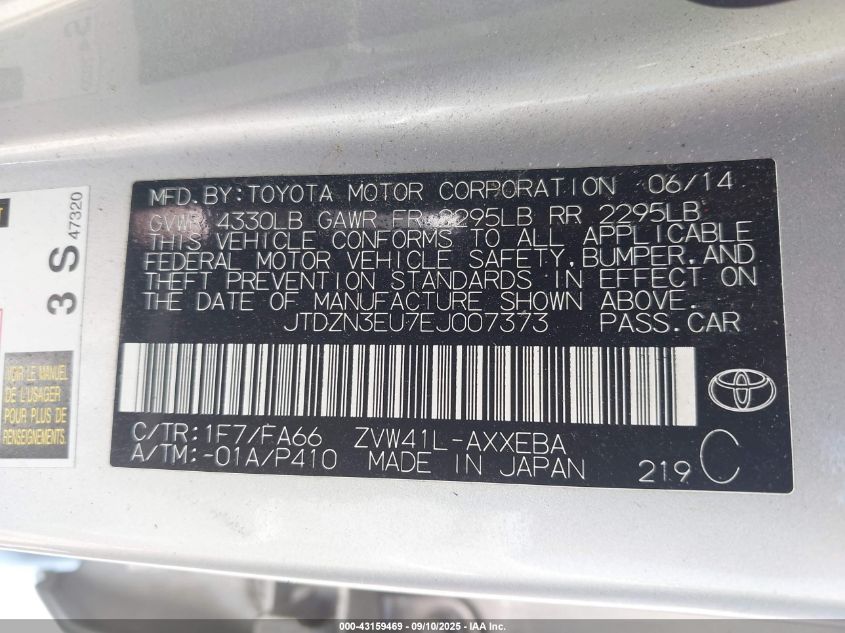 MFD.BY:TOYOTA MOTOR CORPORATION 06/14
GVWR 4330LB GAWR FR 2295LB RR 2295LB
THIS VEHICLE CONFORMS TO ALL APPLICABLE
FEDERAL MOTOR VEHICLE SAFETY,BUMPER,AND
THEFT PREVENTION STANDARDS IN EFFECT ON
THE DATE OF MANUFACTURE SHOWN ABOVE.
JTDZN3EU7EJ007373 PASS.CAR
C/TR:1F7/FA66 ZVW41L-AXXEBA
A/TM:-01A/P410 MADE IN JAPAN 219 C
3 S 47320
VOIR LE MANUEL
DE L'USAGER
POUR PLUS DE
000-43159469 - 09/10/2025 - IAA Inc.